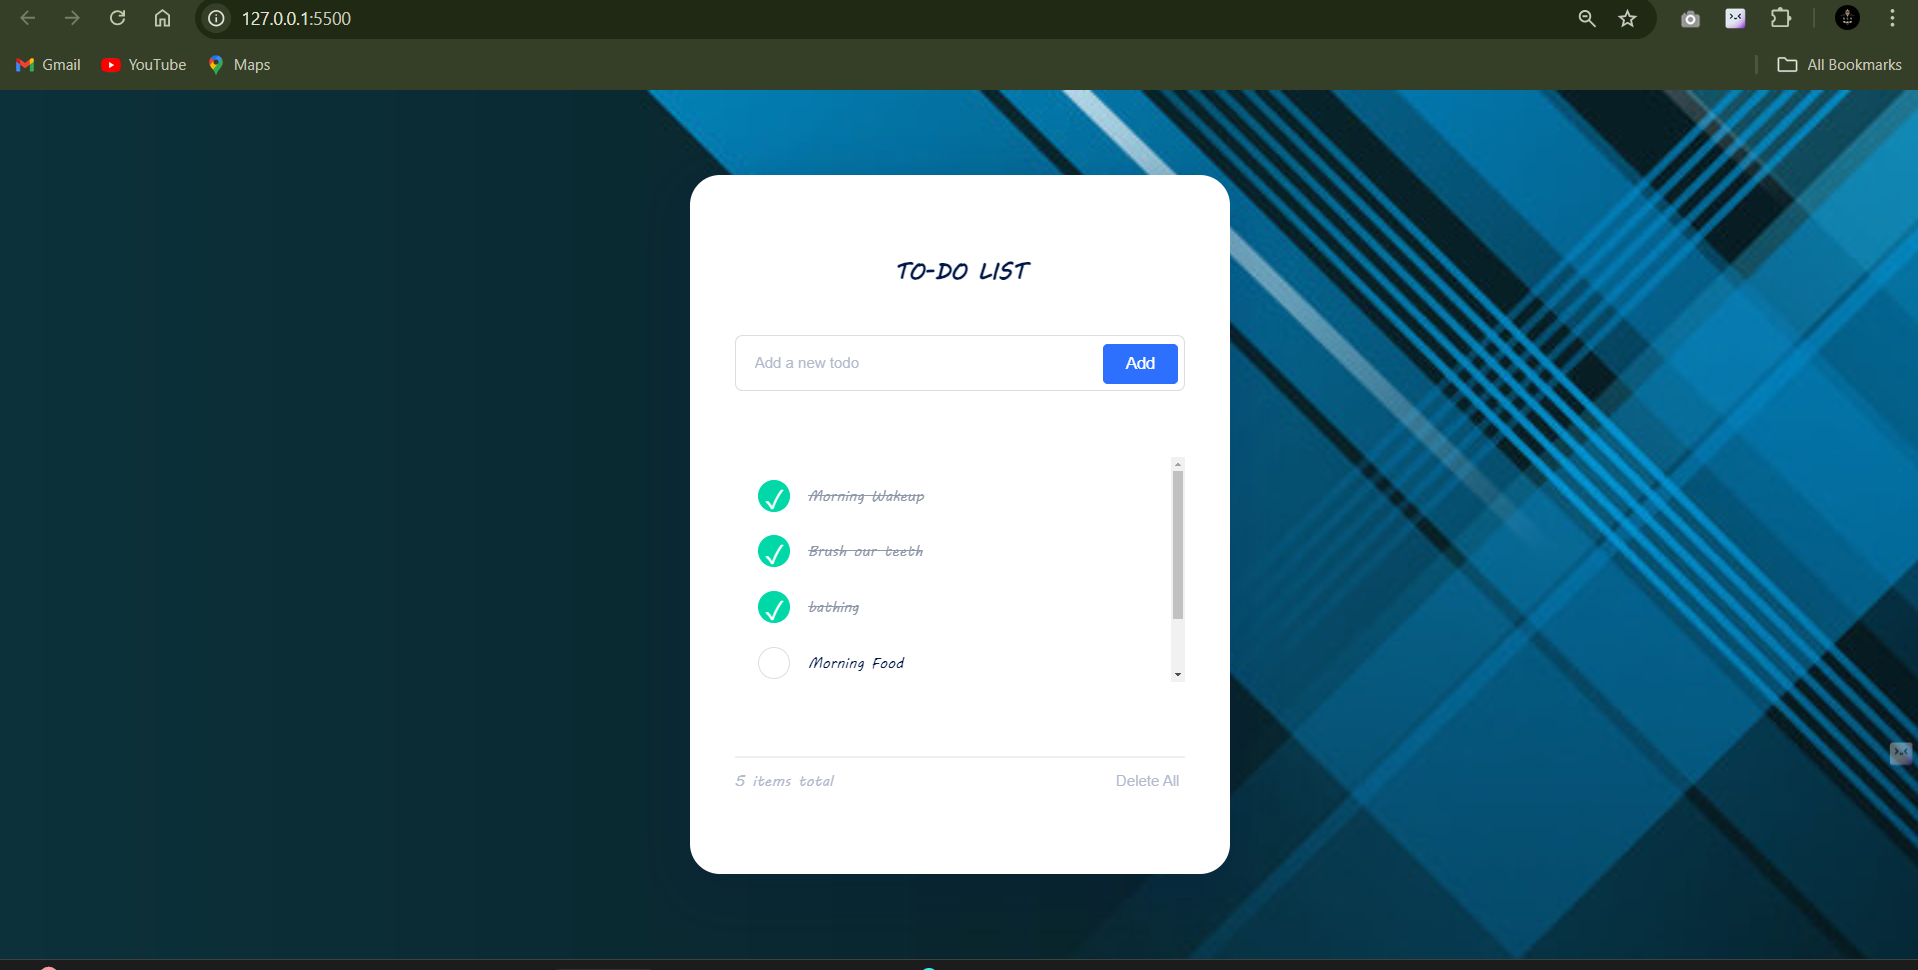 127.0.0.1:5500
Gmail YouTube Maps All Bookmarks
TO-DO LIST
Add a new todo Add
Morning Wakeup
Brush our teeth
bathing
Morning Food
5 items total Delete All